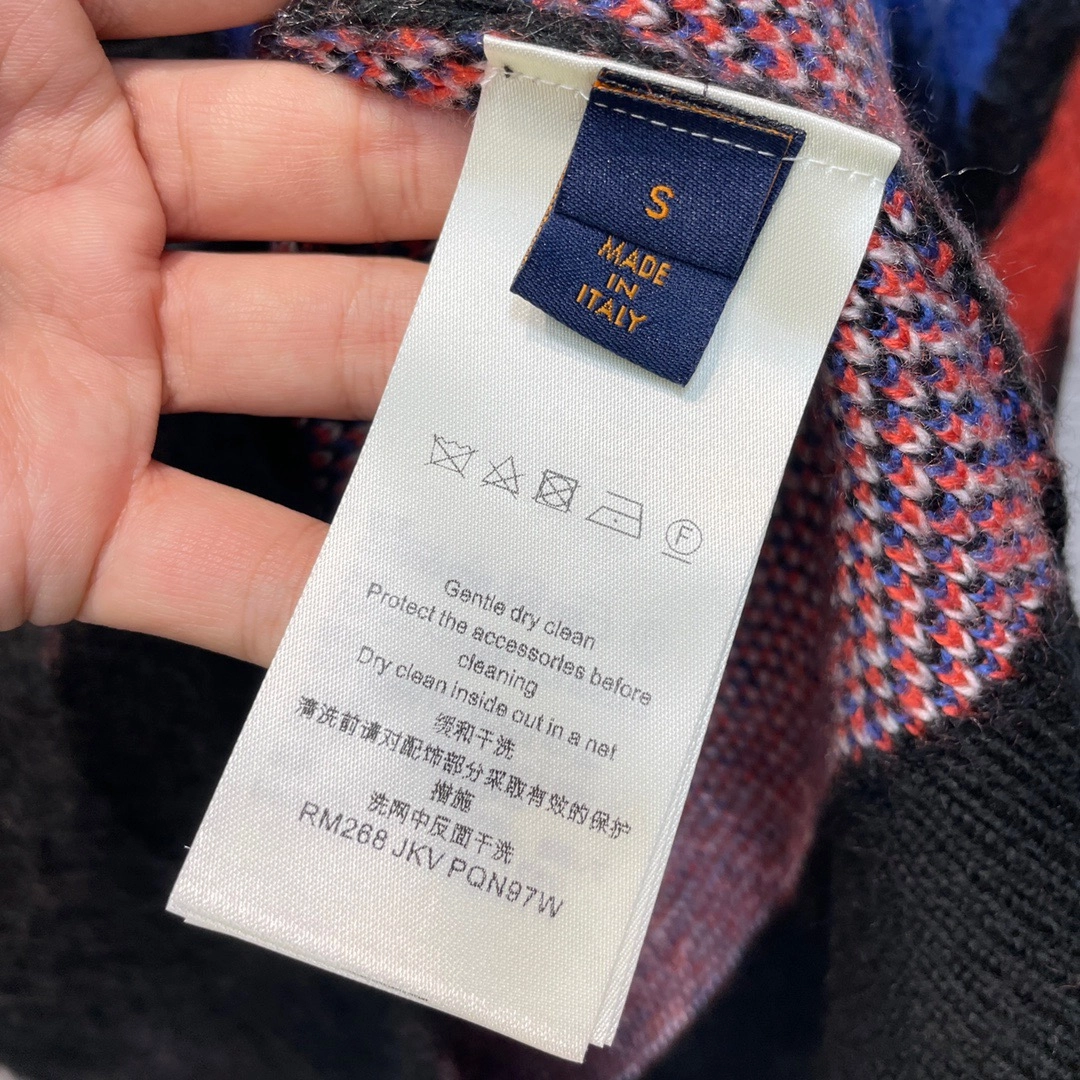 S
MADE
IN
ITALY
F
Gentle dry clean
Protect the accessories before
cleaning
Dry clean inside out in a net
缓和干洗
清洗前请对配饰部分采取有效的保护
措施
洗网中反面干洗
RM268 JKV PQN97W